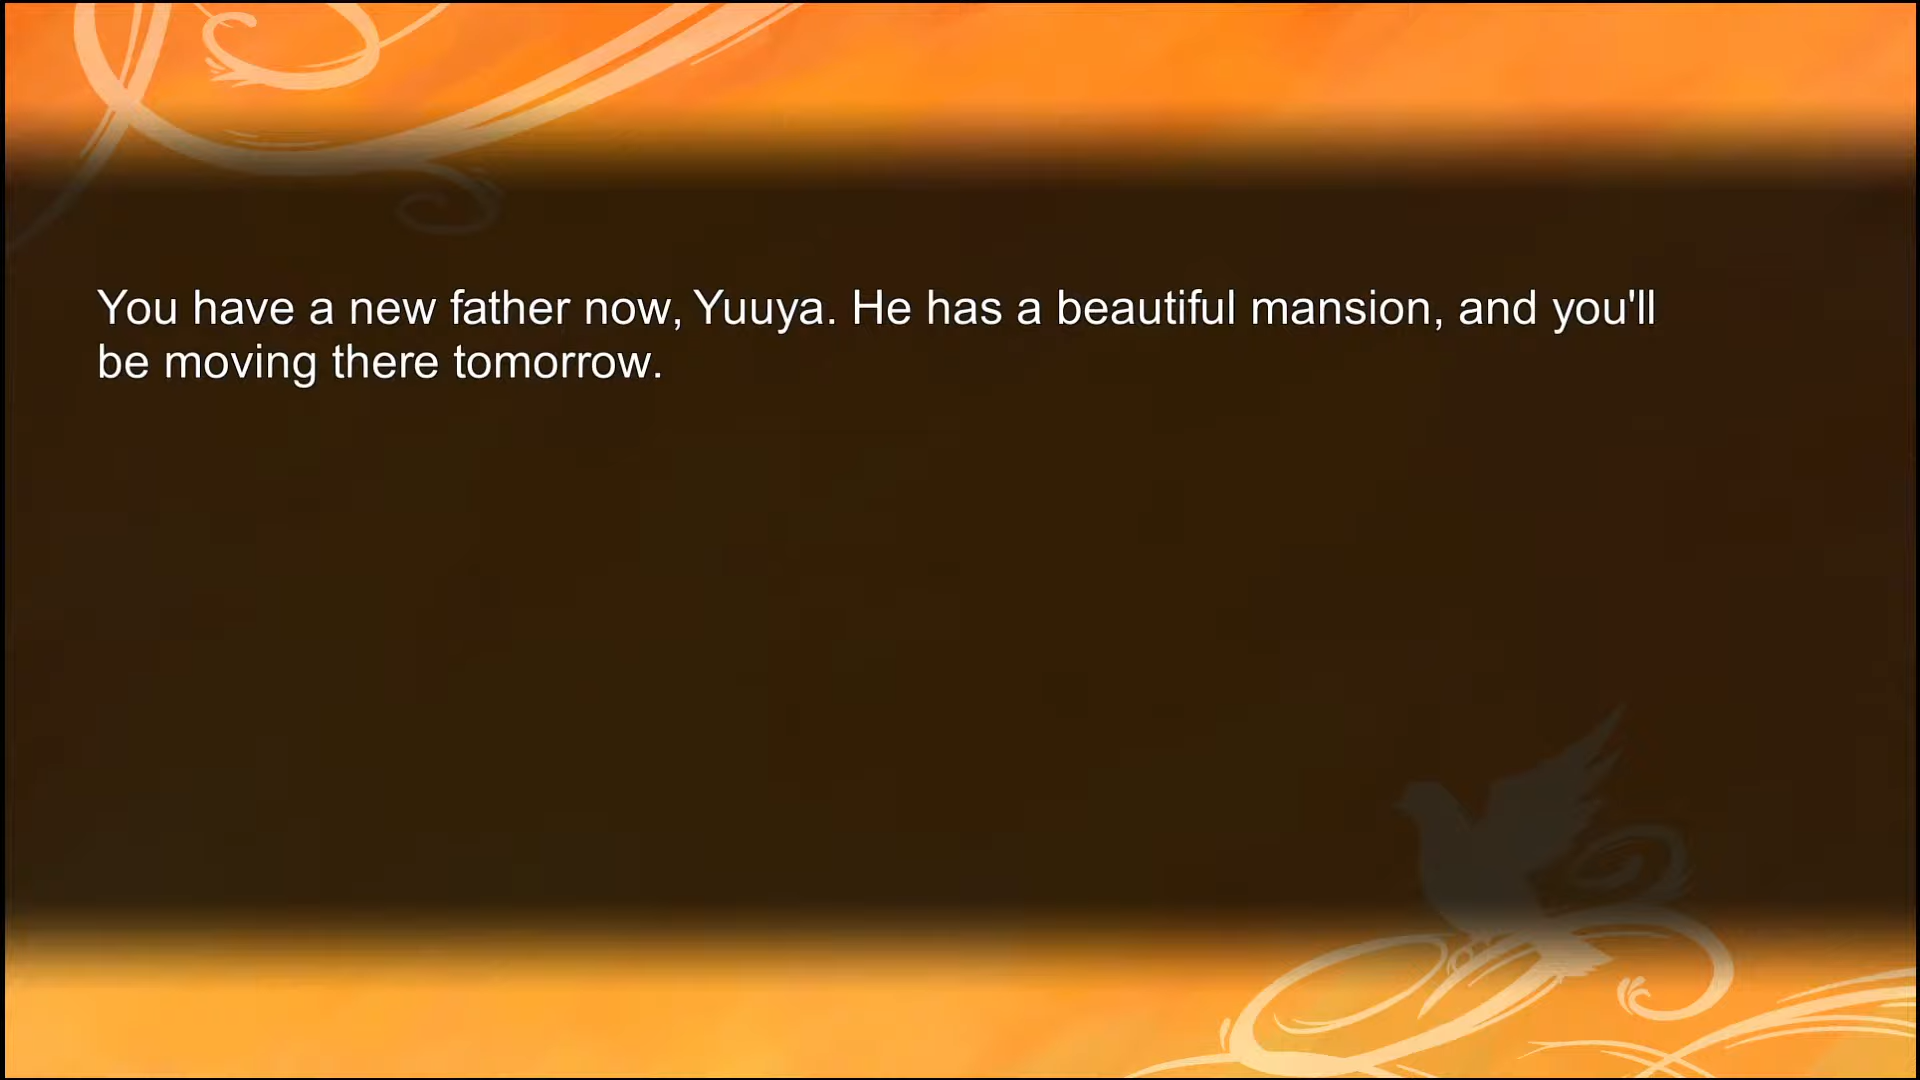 You have a new father now, Yuuya. He has a beautiful mansion, and you'll
be moving there tomorrow.